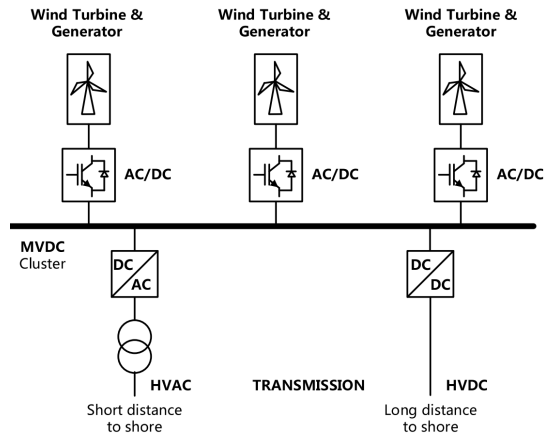 Wind Turbine &
Generator
Wind Turbine &
Generator
Wind Turbine &
Generator
AC/DC
AC/DC
AC/DC
MVDC
Cluster
DC
AC
DC
DC
HVAC
TRANSMISSION
HVDC
Short distance
to shore
Long distance
to shore